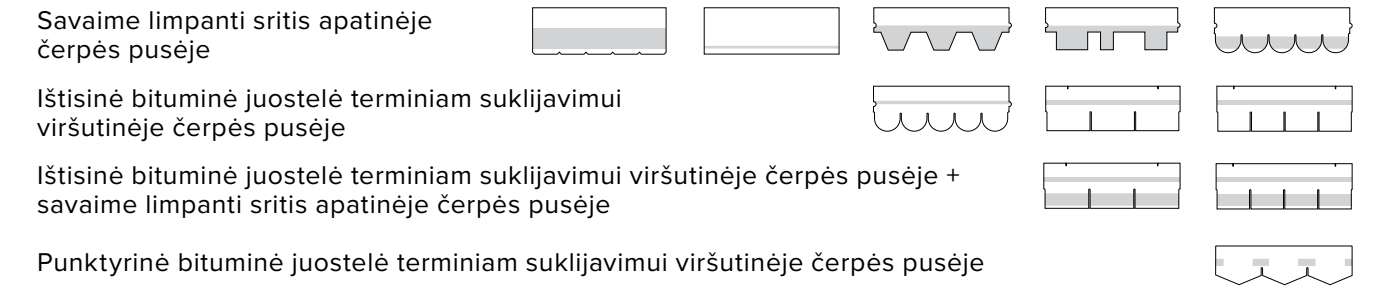 Savaime limpanti sritis apatinėje
čerpės pusėje
Ištisinė bituminė juostelė terminiam suklijavimui
viršutinėje čerpės pusėje
Ištisinė bituminė juostelė terminiam suklijavimui viršutinėje čerpės pusėje +
savaime limpanti sritis apatinėje čerpės pusėje
Punktyrinė bituminė juostelė terminiam suklijavimui viršutinėje čerpės pusėje